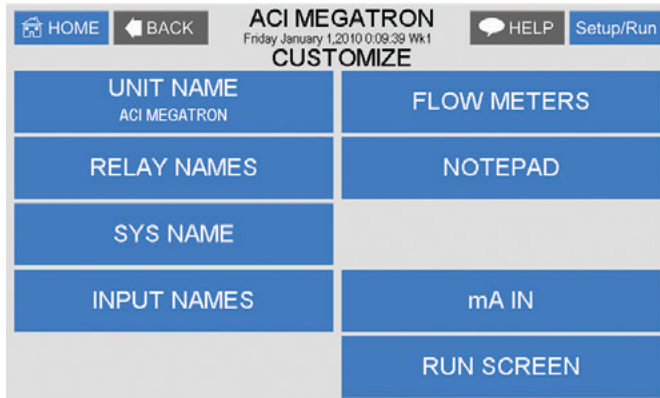 HOME BACK ACI MEGATRON HELP Setup/Run
Friday January 1,2010 0:09:39 Wk1
CUSTOMIZE
UNIT NAME
ACI MEGATRON
FLOW METERS
RELAY NAMES
NOTEPAD
SYS NAME
INPUT NAMES
mA IN
RUN SCREEN